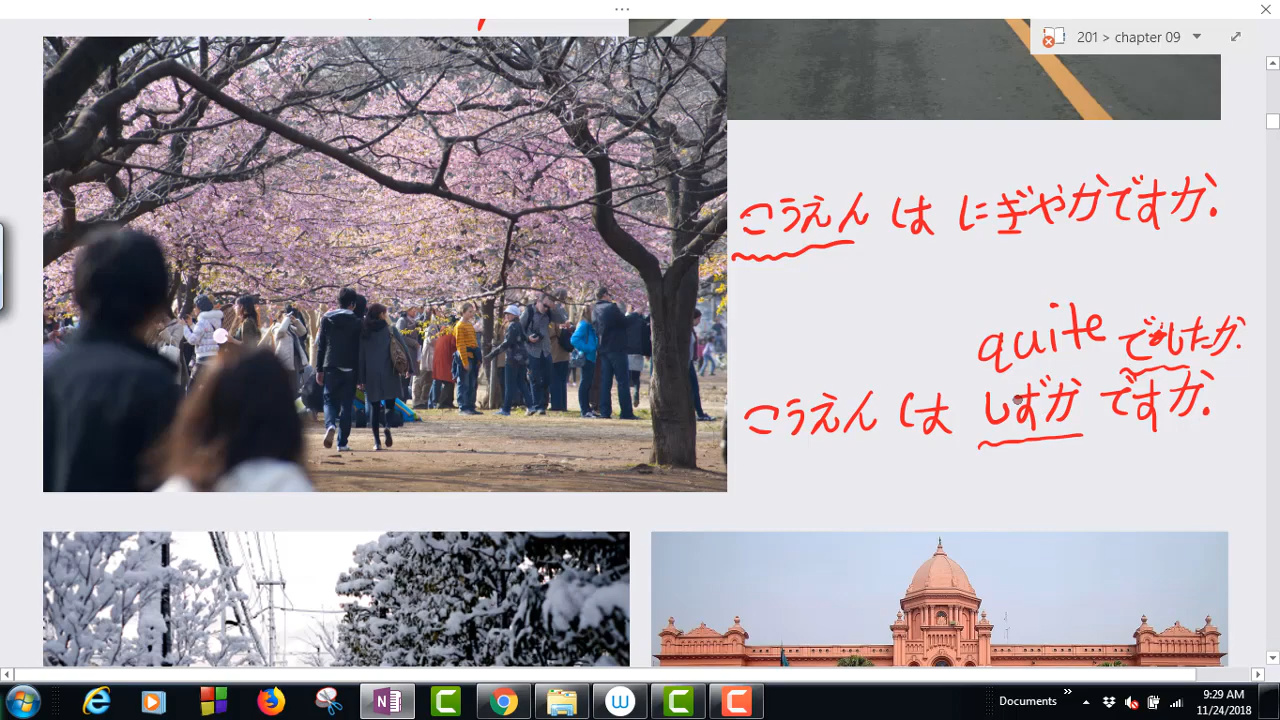 201 > chapter 09
こうえんは にぎやかですか.
quite でしたか.
こうえんは しずか ですか.
Documents
9:29 AM
11/24/2018